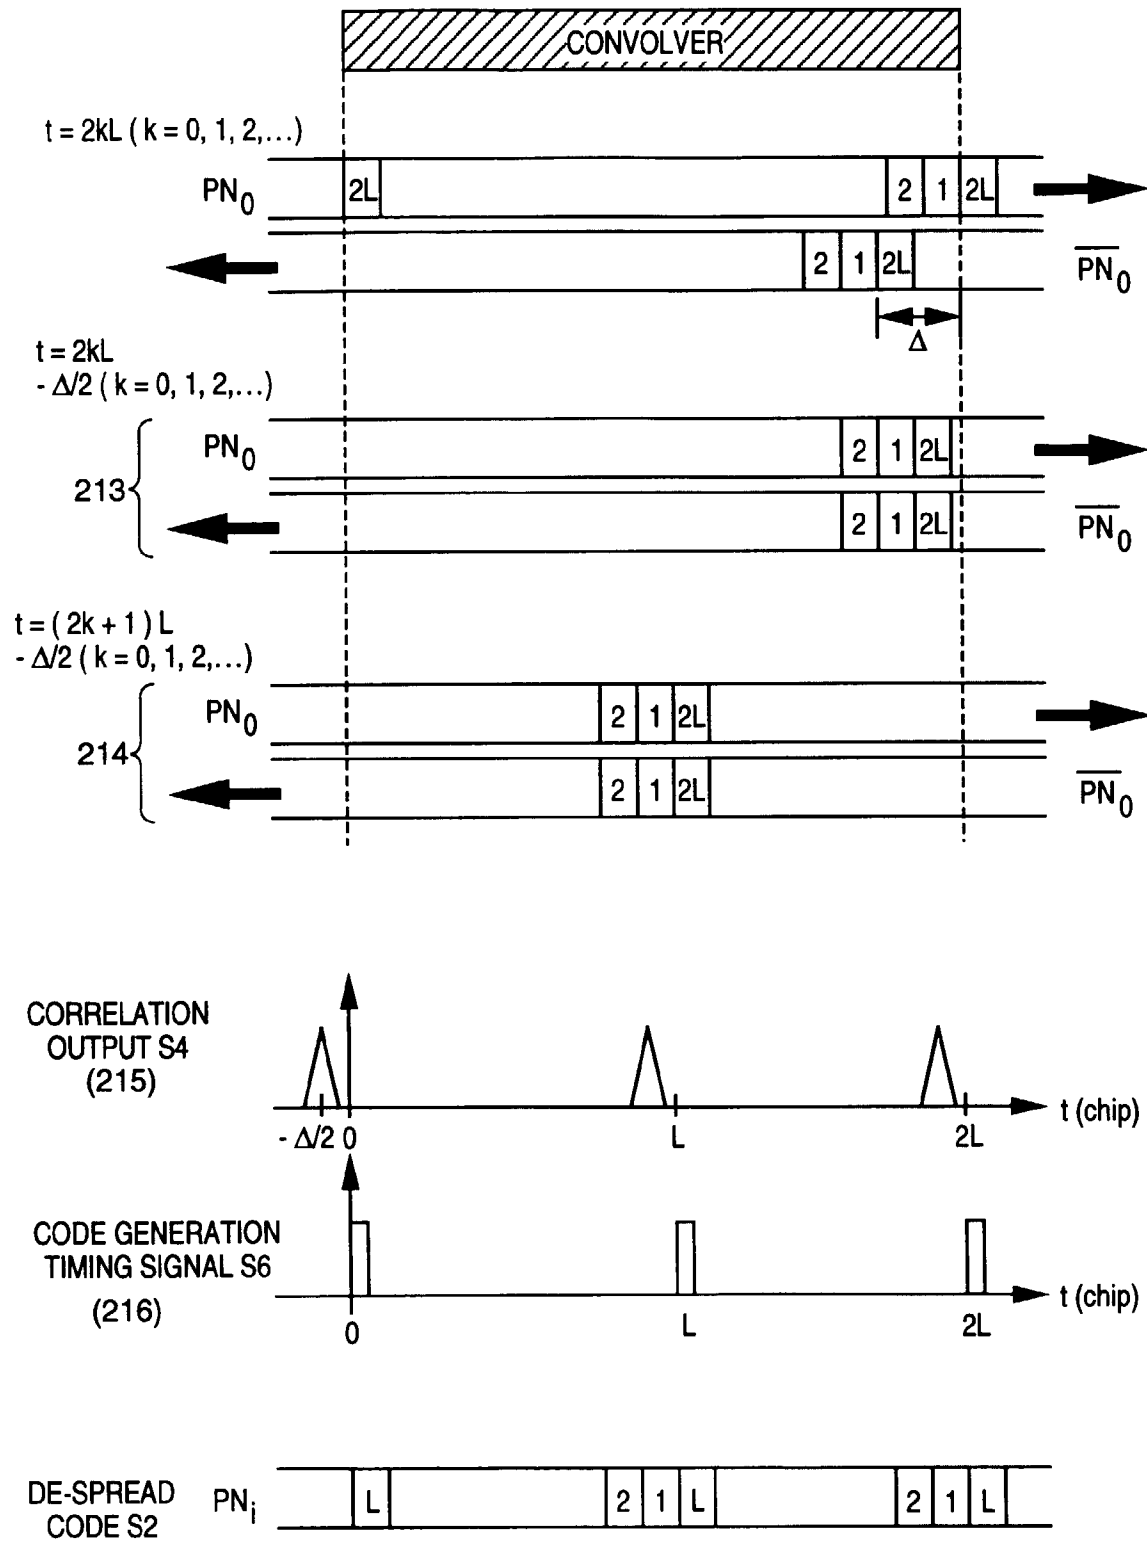 CONVOLVER
t = 2kL ( k = 0, 1, 2,...)
PN0 2L 2 1 2L
2 1 2L P̅N̅0
Δ
t = 2kL
- Δ/2 ( k = 0, 1, 2,...)
PN0 2 1 2L
213
2 1 2L P̅N̅0
t = ( 2k + 1 ) L
- Δ/2 ( k = 0, 1, 2,...)
PN0 2 1 2L
214
2 1 2L P̅N̅0
CORRELATION
OUTPUT S4
(215)
t (chip)
- Δ/2 0 L 2L
CODE GENERATION
TIMING SIGNAL S6
(216)
t (chip)
0 L 2L
DE-SPREAD
CODE S2
PNi L 2 1 L 2 1 L